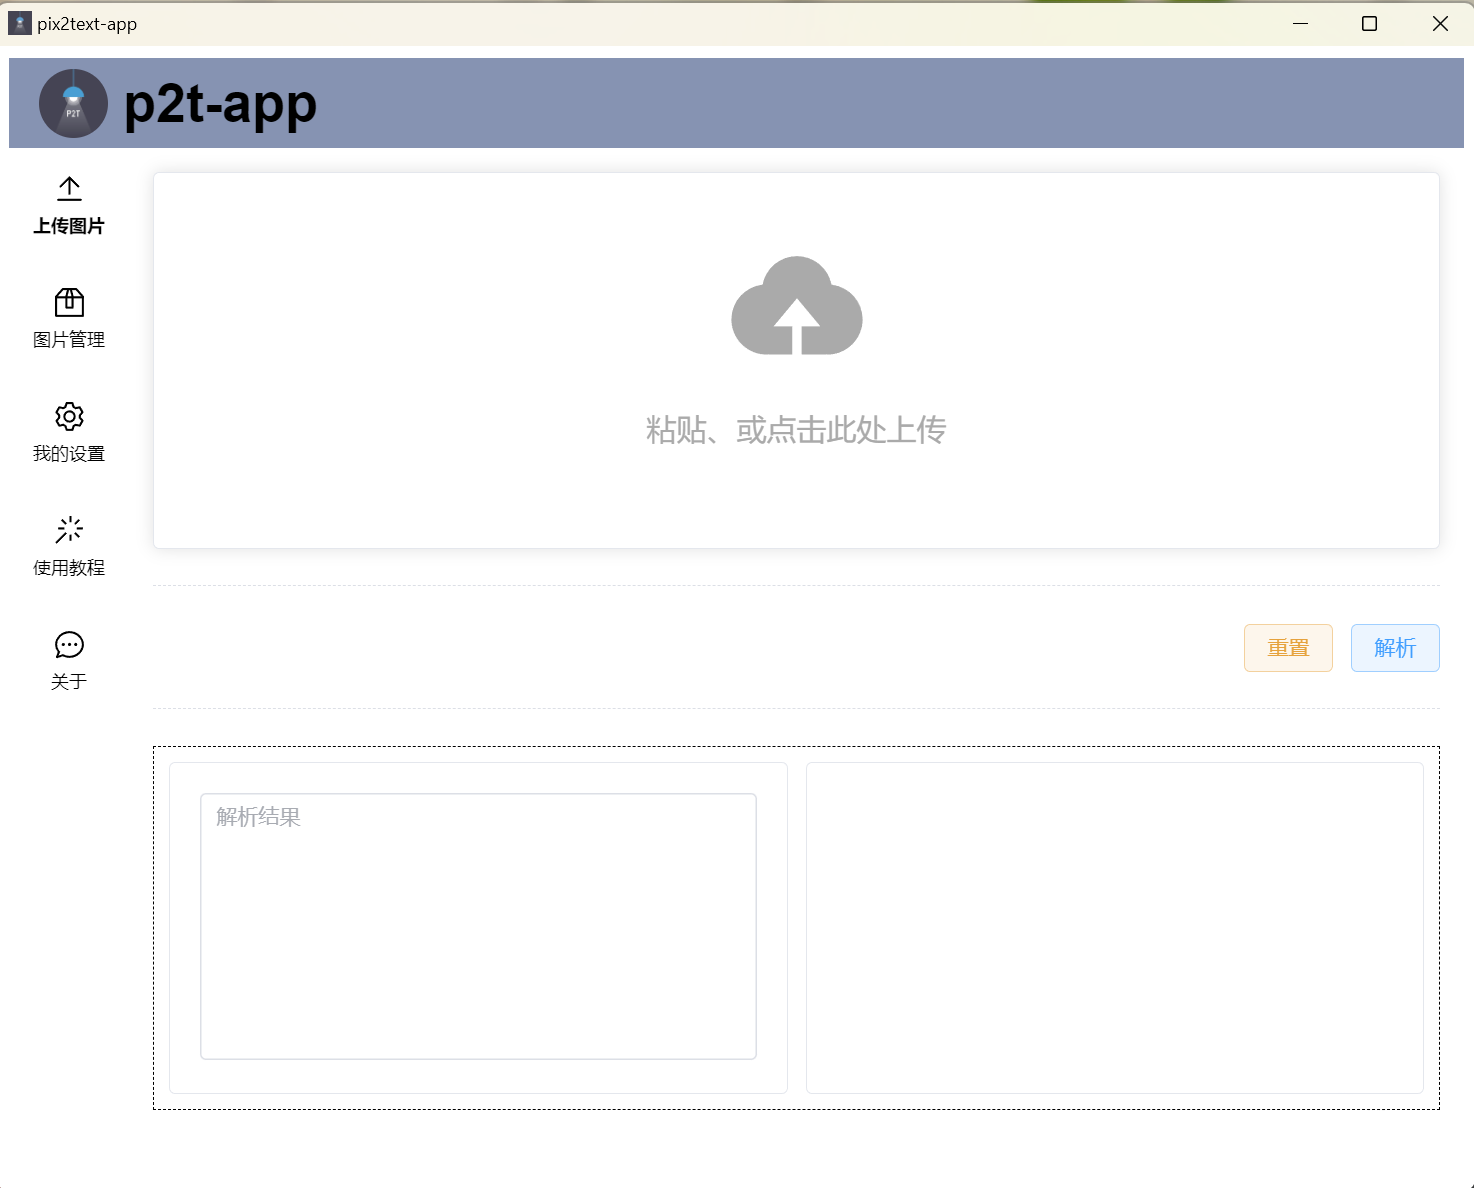 pix2text-app
P2T
p2t-app
上传图片
图片管理
我的设置
使用教程
关于
粘贴、或点击此处上传
重置
解析
解析结果